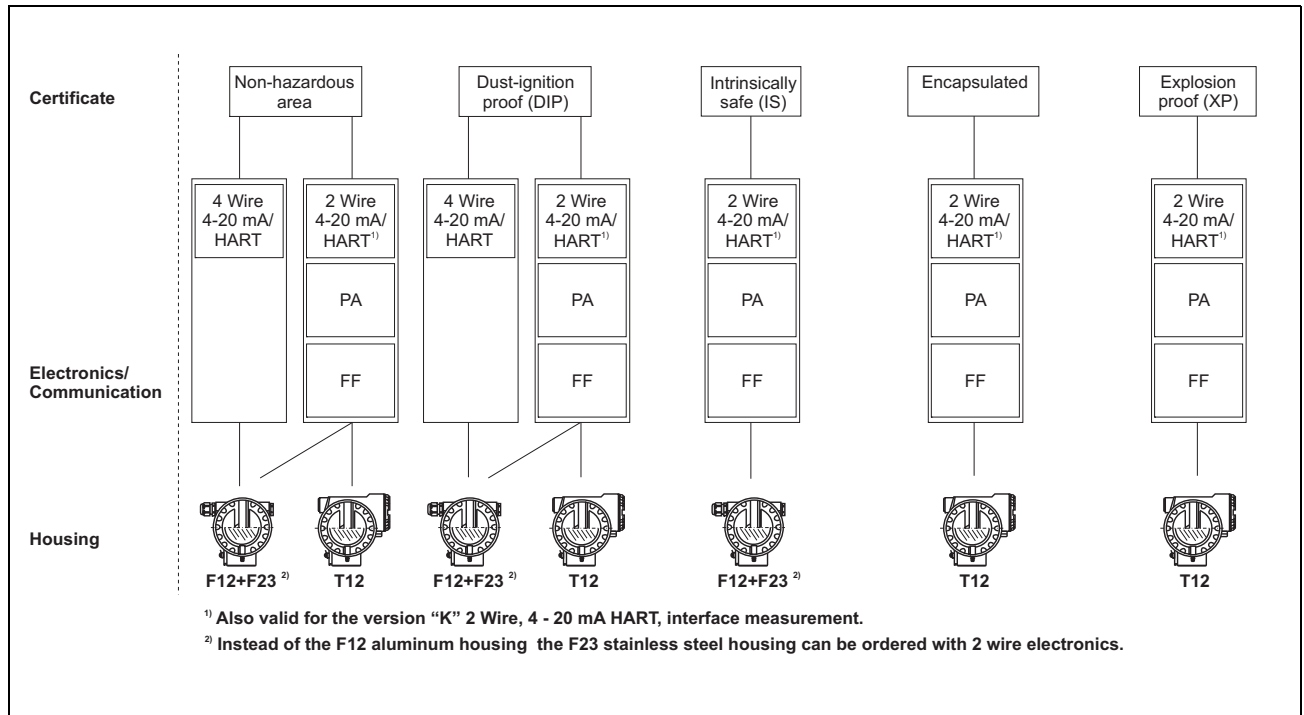 Certificate
Non-hazardous
area
Dust-ignition
proof (DIP)
Intrinsically
safe (IS)
Encapsulated
Explosion
proof (XP)
4 Wire
4-20 mA/
HART
2 Wire
4-20 mA/
HART1)
4 Wire
4-20 mA/
HART
2 Wire
4-20 mA/
HART1)
2 Wire
4-20 mA/
HART1)
2 Wire
4-20 mA/
HART1)
2 Wire
4-20 mA/
HART1)
PA
PA
PA
PA
PA
Electronics/
Communication
FF
FF
FF
FF
FF
Housing
F12+F23 2)
T12
F12+F23 2)
T12
F12+F23 2)
T12
T12
1) Also valid for the version “K” 2 Wire, 4 - 20 mA HART, interface measurement.
2) Instead of the F12 aluminum housing the F23 stainless steel housing can be ordered with 2 wire electronics.